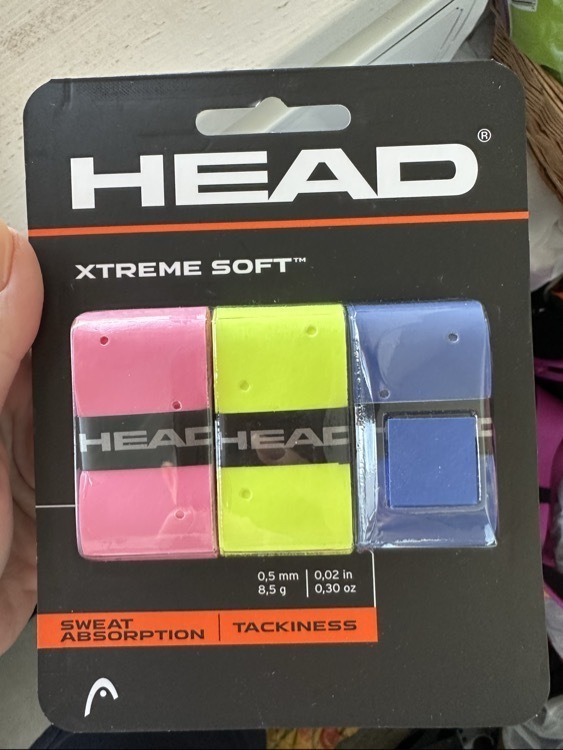 HEAD®
XTREME SOFT™
HEAD HEAD
0,5 mm | 0,02 in
8,5 g | 0,30 oz
SWEAT
ABSORPTION | TACKINESS